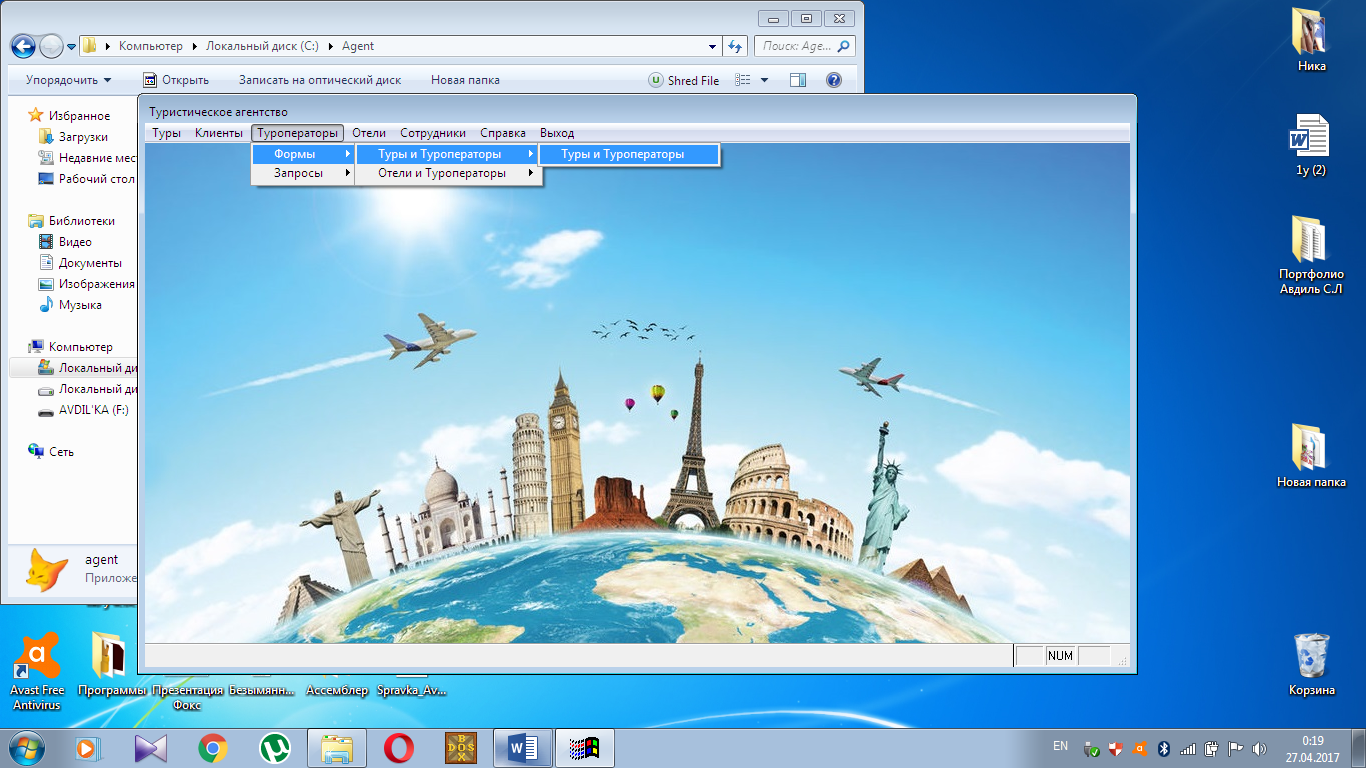 Компьютер Локальный диск (C:) Agent
Поиск: Age...
Упорядочить Открыть Записать на оптический диск Новая папка Shred File
Избранное
Загрузки
Недавние мес
Рабочий стол
Библиотеки
Видео
Документы
Изображения
Музыка
Компьютер
Локальный ди
Локальный ди
AVDIL'KA (F:)
Сеть
agent
Приложе
Туристическое агентство
Туры Клиенты Туроператоры Отели Сотрудники Справка Выход
Формы Туры и Туроператоры Туры и Туроператоры
Запросы Отели и Туроператоры
NUM
Ника
1у (2)
Портфолио
Авдиль С.Л
Новая папка
Корзина
Avast Free
Antivirus
Программы
Презентация
Фокс
Безымянн...
Ассемблер
Spravka_Av...
DOS
BOX
EN
0:19
27.04.2017